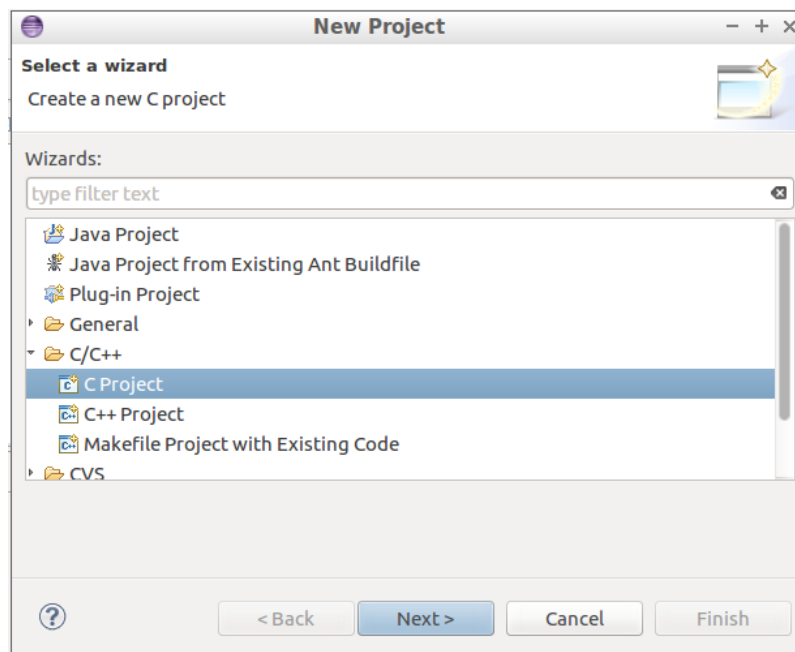 New Project
Select a wizard
Create a new C project
Wizards:
type filter text
Java Project
Java Project from Existing Ant Buildfile
Plug-in Project
General
C/C++
C Project
C++ Project
Makefile Project with Existing Code
CVS
< Back Next > Cancel Finish